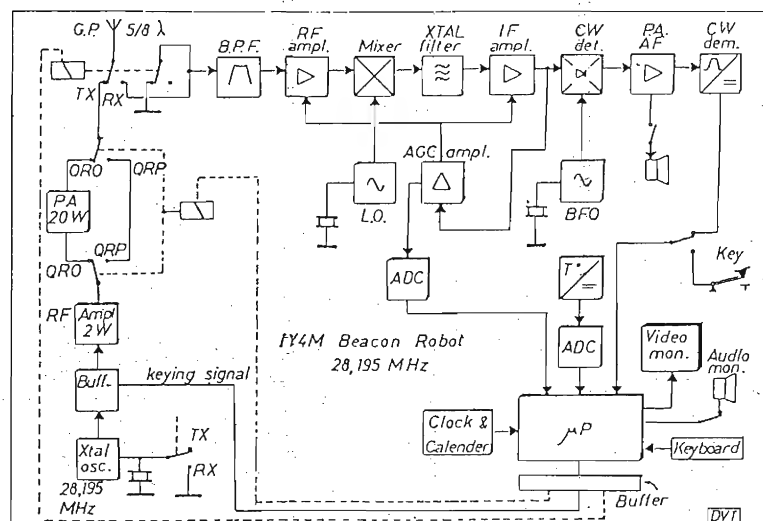 G.P. 5/8 λ
B.P.F.
RF
ampl.
Mixer
XTAL
filter
IF
ampl.
CW
det.
P.A.
AF
CW
dem.
TX
RX
QRO
QRP
PA
20W
AGC ampl.
L.O.
BFO
QRO
QRP
ADC
T°
Key
RF
Ampl
2W
IY4M Beacon Robot
28,195 MHz
ADC
Video
mon.
Audio
mon.
Buff.
keying signal
Clock &
Calender
μP
Keyboard
Xtal
osc.
TX
RX
28,195
MHz
Buffer
DVT